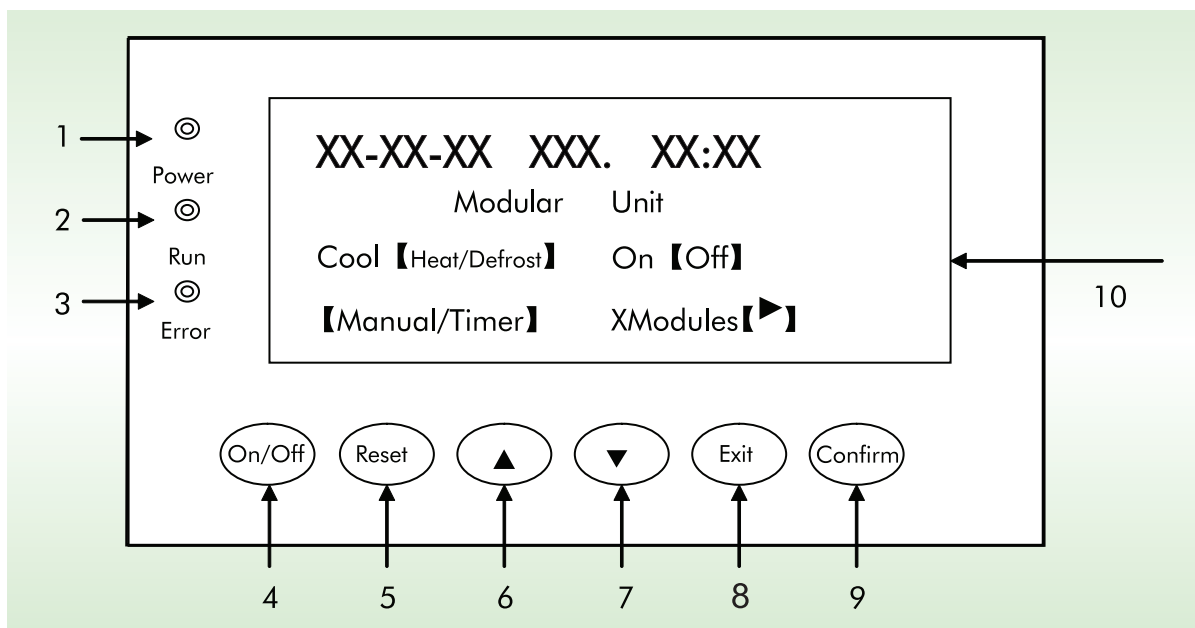 1
Power
2
Run
3
Error
XX-XX-XX XXX. XX:XX
Modular Unit
Cool 【Heat/Defrost】 On 【Off】
【Manual/Timer】 XModules【▶】
10
On/Off Reset ▲ ▼ Exit Confirm
4 5 6 7 8 9